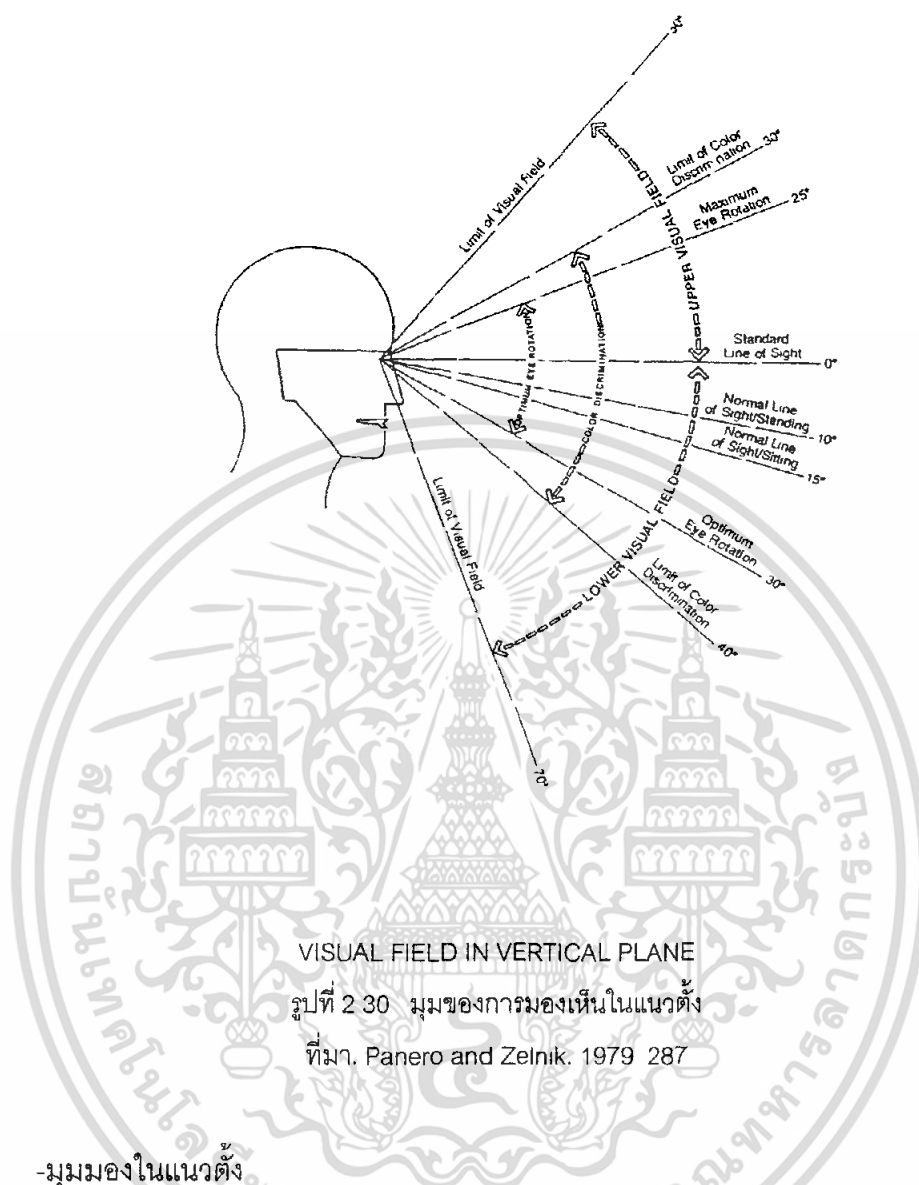 50°
Limit of Visual Field
Limit of Color
Discrimination
30°
Maximum
Eye Rotation
25°
UPPER VISUAL FIELD
Standard
Line of Sight
0°
OPTIMUM EYE ROTATION
COLOR DISCRIMINATION
Normal Line
of Sight/Standing
10°
Normal Line
of Sight/Sitting
15°
Optimum
Eye Rotation
30°
Limit of Color
Discrimination
40°
LOWER VISUAL FIELD
Limit of Visual Field
70°
VISUAL FIELD IN VERTICAL PLANE
รูปที่ 2 30 มุมของการมองเห็นในแนวตั้ง
ที่มา. Panero and Zelnik. 1979 287
-มุมมองในแนวตั้ง